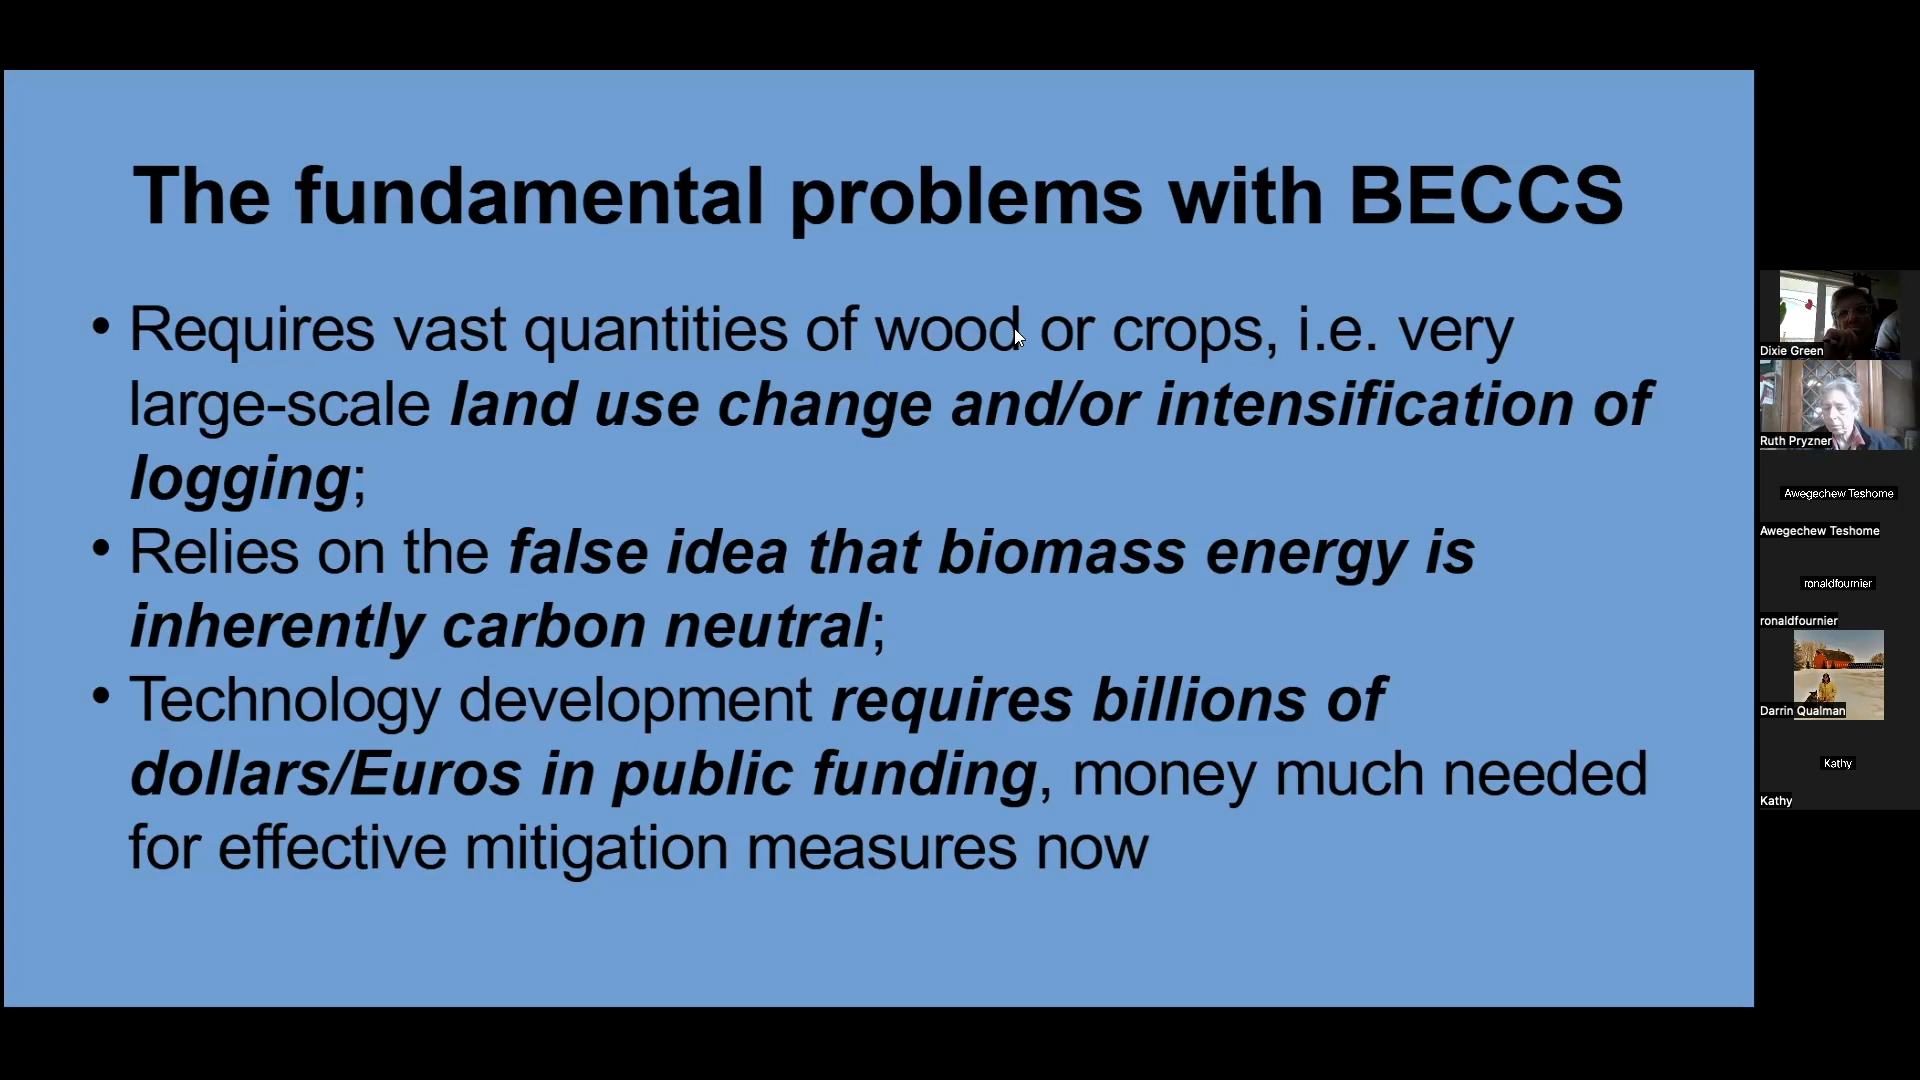 The fundamental problems with BECCS
• Requires vast quantities of wood or crops, i.e. very
large-scale land use change and/or intensification of
logging;
• Relies on the false idea that biomass energy is
inherently carbon neutral;
• Technology development requires billions of
dollars/Euros in public funding, money much needed
for effective mitigation measures now
Dixie Green
Ruth Pryzner
Awegechew Teshome
Awegechew Teshome
ronaldfournier
ronaldfournier
Darrin Qualman
Kathy
Kathy